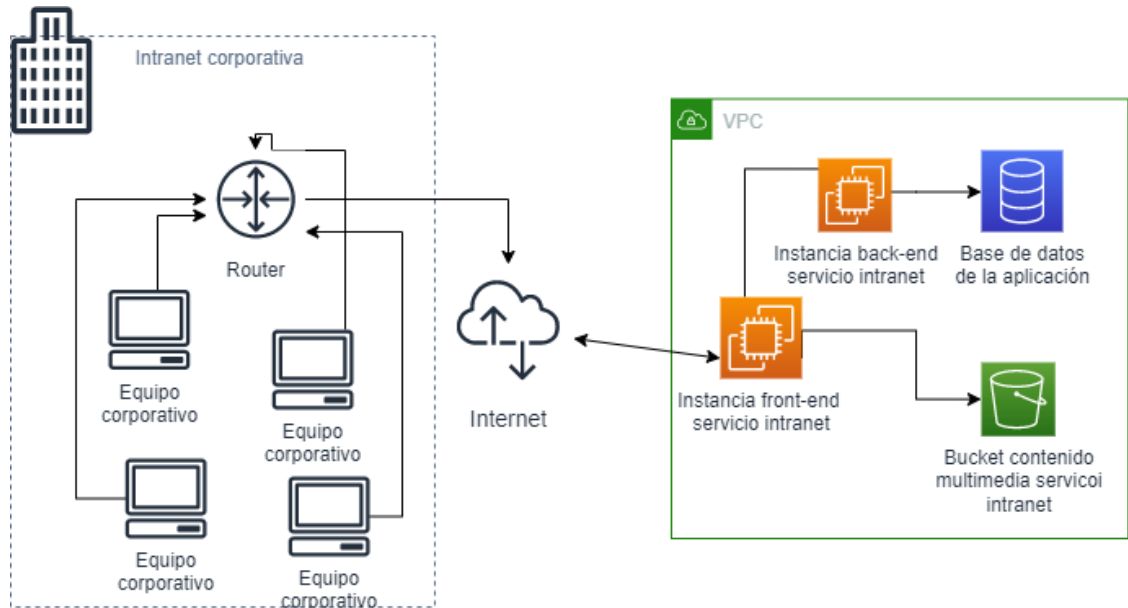 Intranet corporativa
Router
Equipo
corporativo
Equipo
corporativo
Equipo
corporativo
Equipo
corporativo
Internet
VPC
Instancia back-end
servicio intranet
Base de datos
de la aplicación
Instancia front-end
servicio intranet
Bucket contenido
multimedia servicoi
intranet